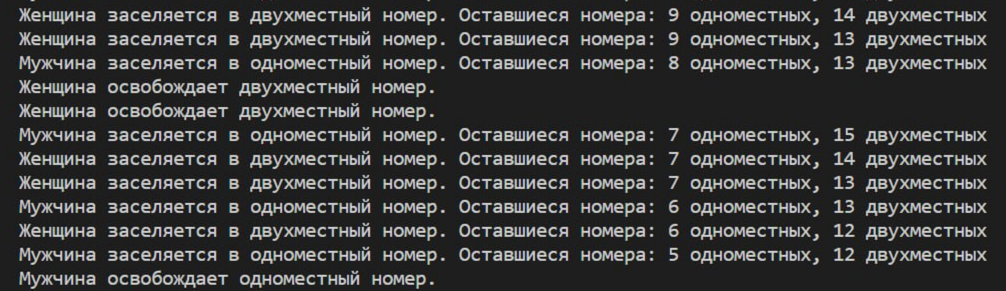 Женщина заселяется в двухместный номер. Оставшиеся номера: 9 одноместных, 14 двухместных
Женщина заселяется в двухместный номер. Оставшиеся номера: 9 одноместных, 13 двухместных
Мужчина заселяется в одноместный номер. Оставшиеся номера: 8 одноместных, 13 двухместных
Женщина освобождает двухместный номер.
Женщина освобождает двухместный номер.
Мужчина заселяется в одноместный номер. Оставшиеся номера: 7 одноместных, 15 двухместных
Женщина заселяется в двухместный номер. Оставшиеся номера: 7 одноместных, 14 двухместных
Женщина заселяется в двухместный номер. Оставшиеся номера: 7 одноместных, 13 двухместных
Мужчина заселяется в одноместный номер. Оставшиеся номера: 6 одноместных, 13 двухместных
Женщина заселяется в двухместный номер. Оставшиеся номера: 6 одноместных, 12 двухместных
Мужчина заселяется в одноместный номер. Оставшиеся номера: 5 одноместных, 12 двухместных
Мужчина освобождает одноместный номер.